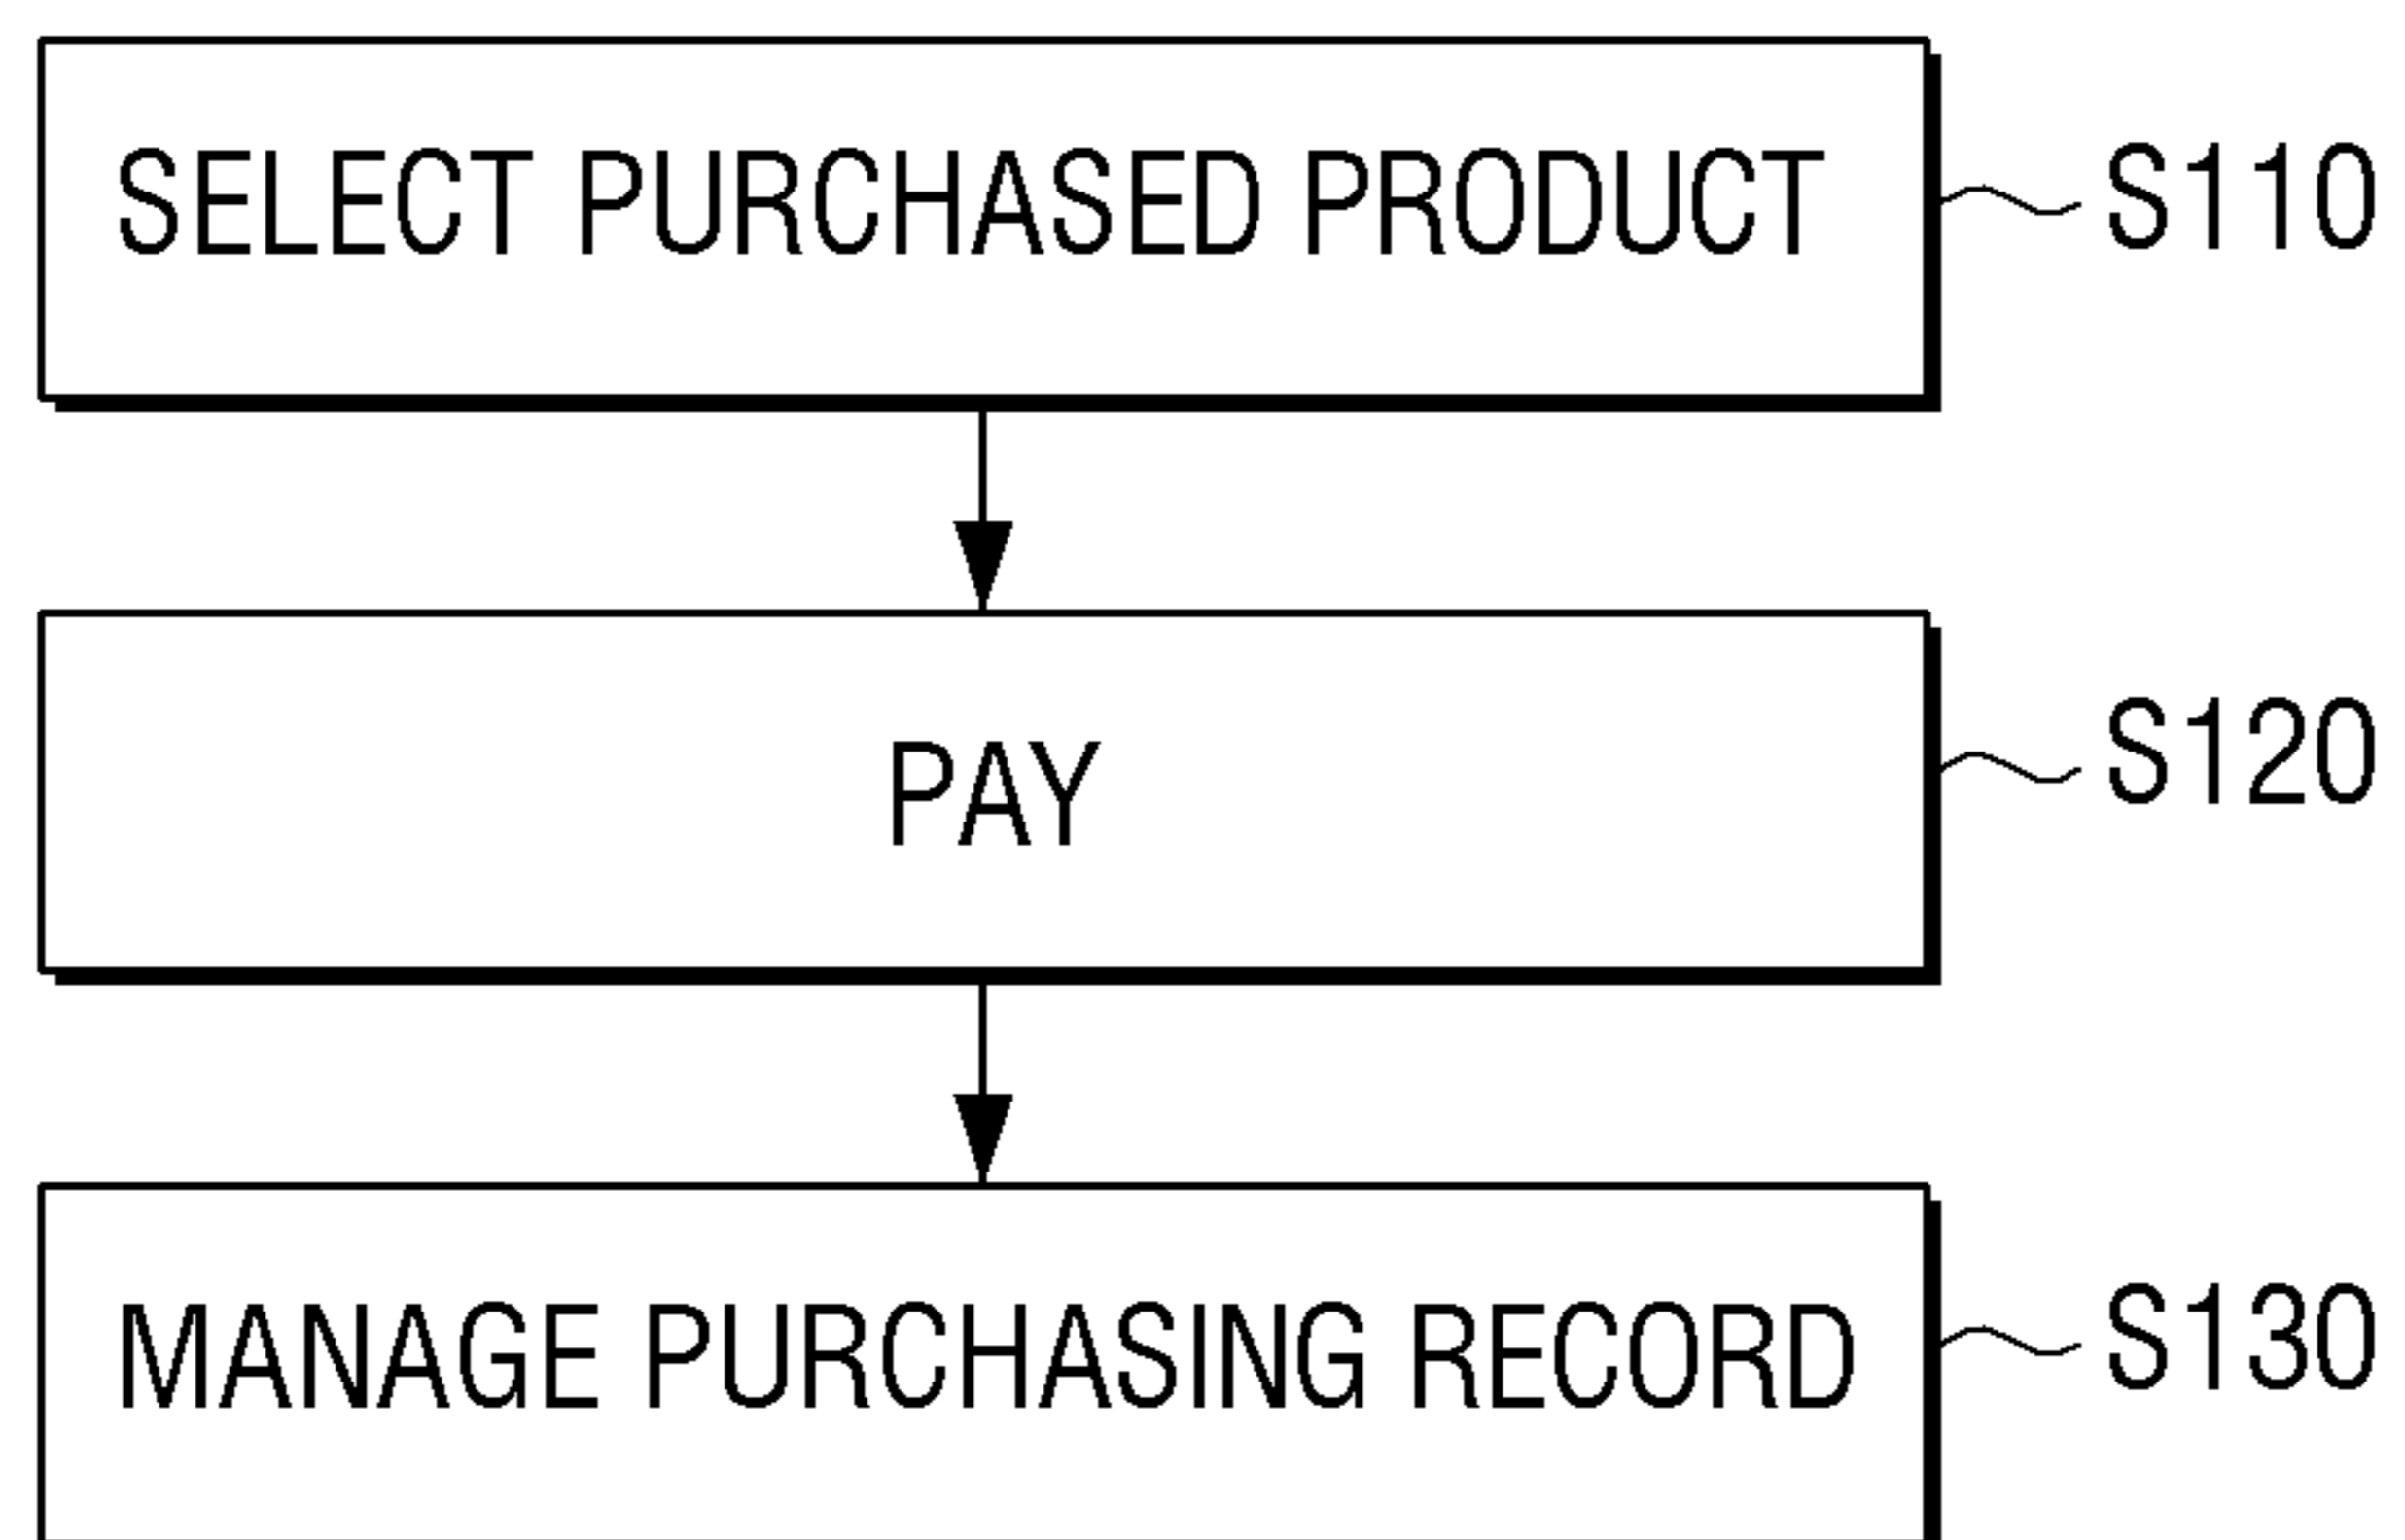 SELECT PURCHASED PRODUCT S110
PAY S120
MANAGE PURCHASING RECORD S130